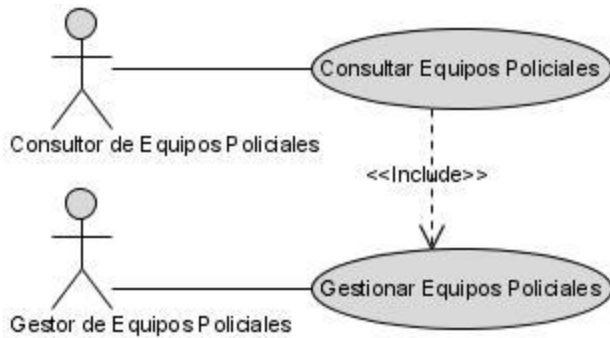 Consultar Equipos Policiales
Consultor de Equipos Policiales
<<Include>>
Gestionar Equipos Policiales
Gestor de Equipos Policiales